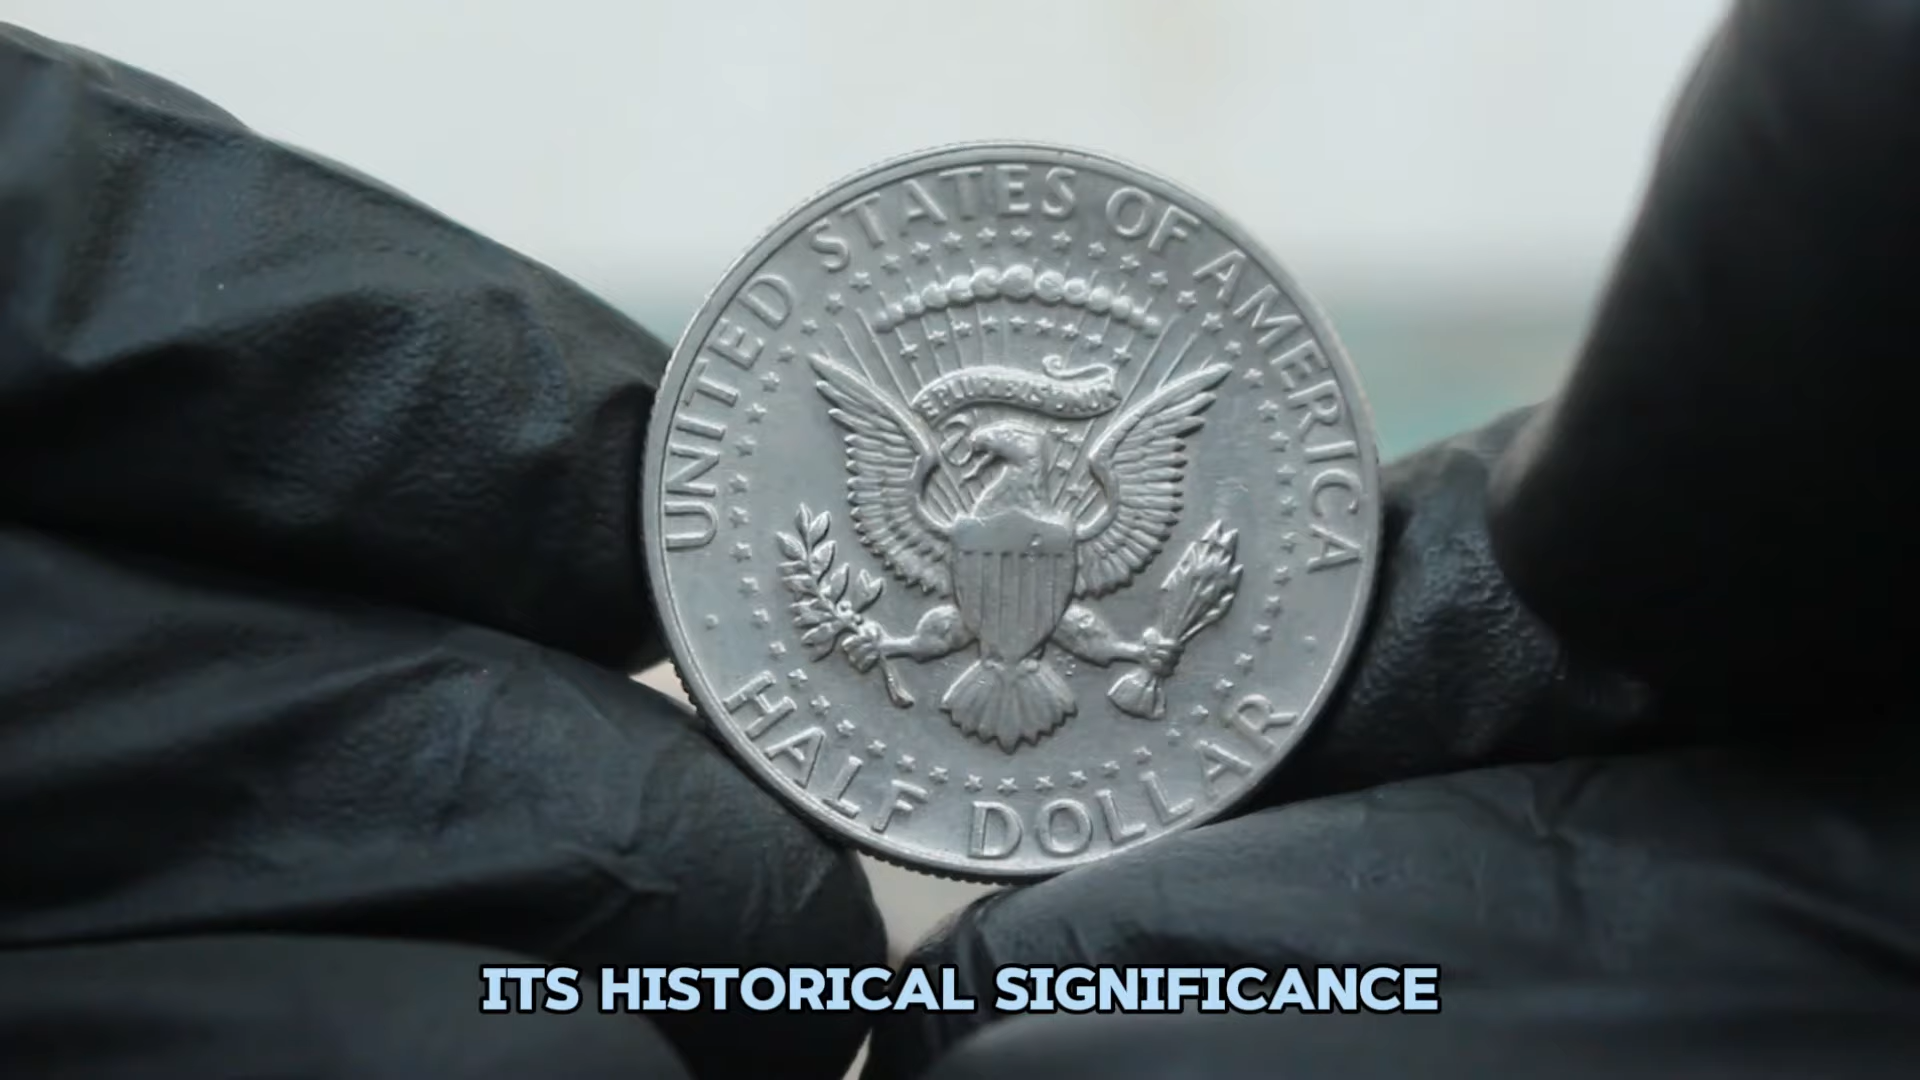 UNITED STATES OF AMERICA
E PLURIBUS UNUM
HALF DOLLAR
ITS HISTORICAL SIGNIFICANCE